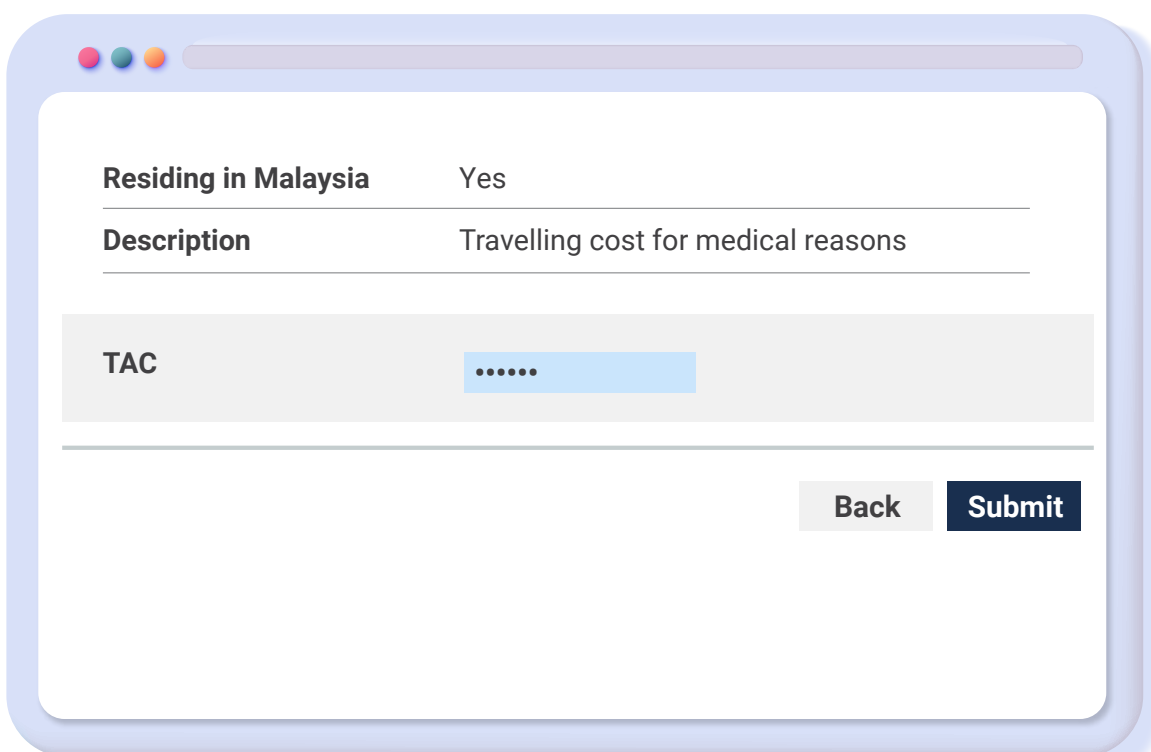 Residing in Malaysia Yes
Description Travelling cost for medical reasons
TAC ••••••
Back Submit